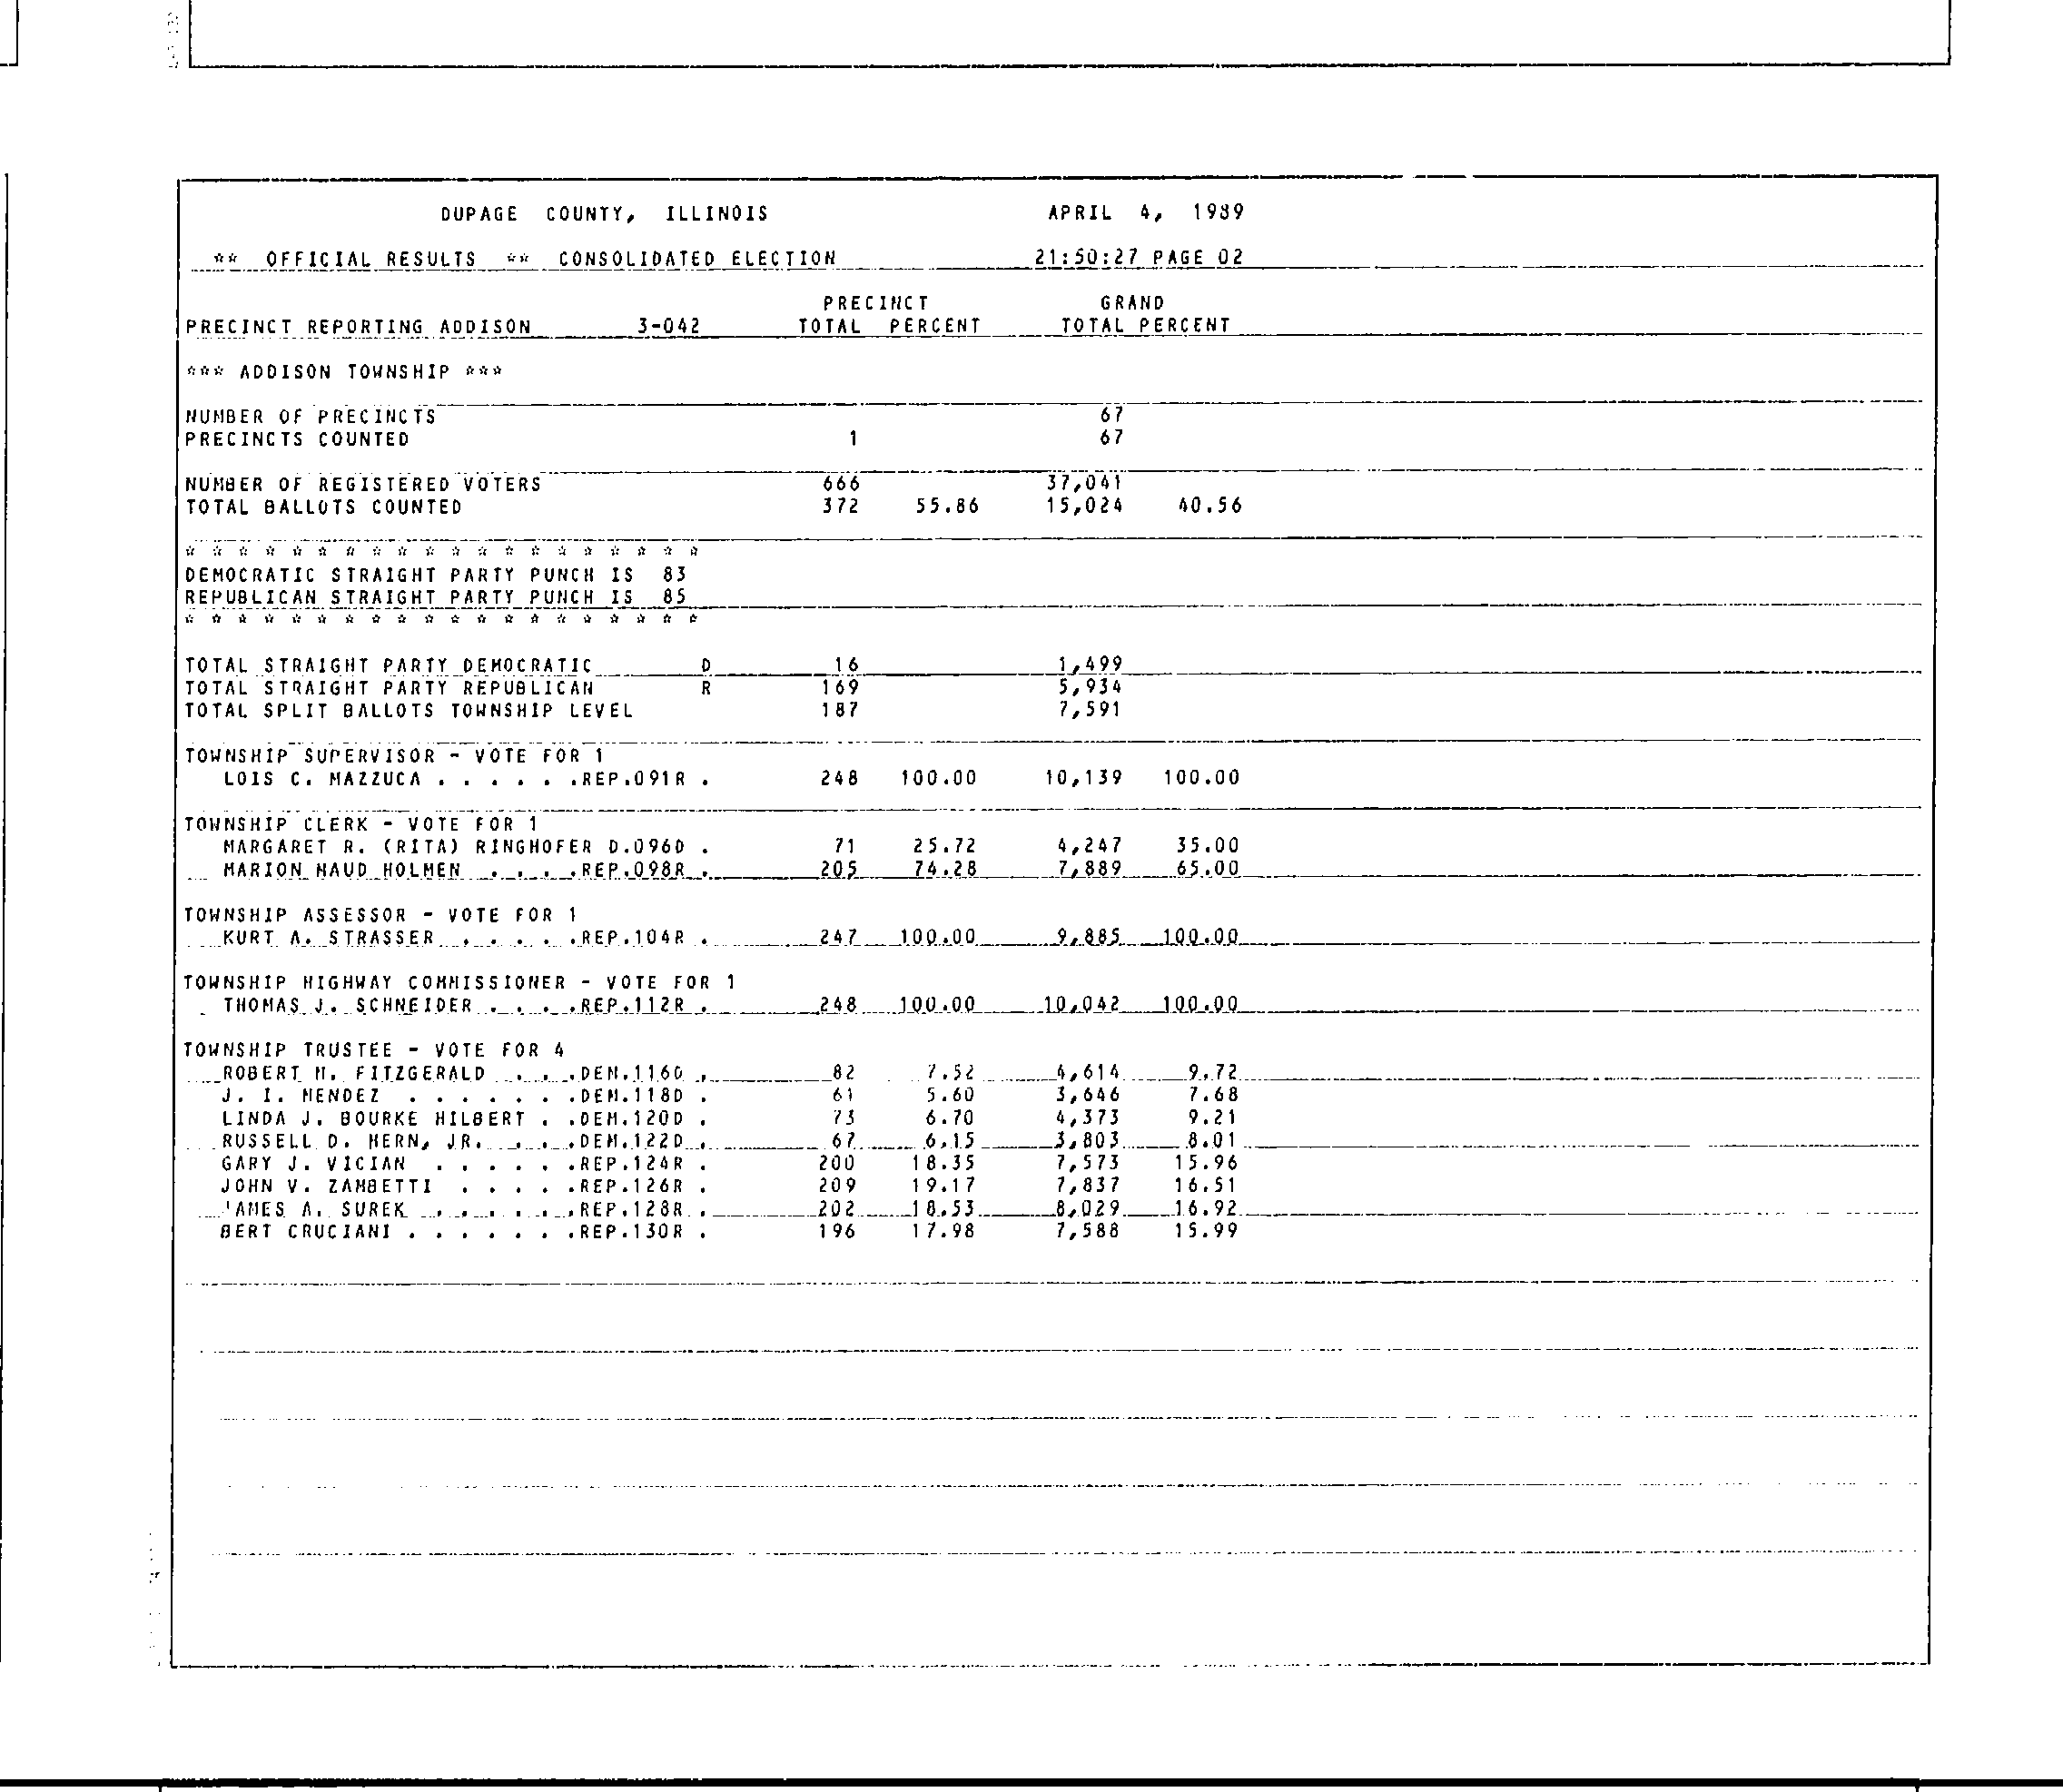 DUPAGE COUNTY, ILLINOIS APRIL 4, 1989
** OFFICIAL RESULTS ** CONSOLIDATED ELECTION 21:50:27 PAGE 02
PRECINCT GRAND
PRECINCT REPORTING ADDISON 3-042 TOTAL PERCENT TOTAL PERCENT
*** ADDISON TOWNSHIP ***
NUMBER OF PRECINCTS 67
PRECINCTS COUNTED 1 67
NUMBER OF REGISTERED VOTERS 666 37,041
TOTAL BALLOTS COUNTED 372 55.86 15,024 40.56
* * * * * * * * * * * * * * * * * * * *
DEMOCRATIC STRAIGHT PARTY PUNCH IS 83
REPUBLICAN STRAIGHT PARTY PUNCH IS 85
* * * * * * * * * * * * * * * * * * * *
TOTAL STRAIGHT PARTY DEMOCRATIC D 16 1,499
TOTAL STRAIGHT PARTY REPUBLICAN R 169 5,934
TOTAL SPLIT BALLOTS TOWNSHIP LEVEL 187 7,591
TOWNSHIP SUPERVISOR - VOTE FOR 1
LOIS C. MAZZUCA . . . . . .REP.091R . 248 100.00 10,139 100.00
TOWNSHIP CLERK - VOTE FOR 1
MARGARET R. (RITA) RINGHOFER D.096D . 71 25.72 4,247 35.00
MARION NAUD HOLMEN . . . .REP.098R . 205 74.28 7,889 65.00
TOWNSHIP ASSESSOR - VOTE FOR 1
KURT A. STRASSER . . . . .REP.104R . 247 100.00 9,885 100.00
TOWNSHIP HIGHWAY COMMISSIONER - VOTE FOR 1
THOMAS J. SCHNEIDER . . . .REP.112R . 248 100.00 10,042 100.00
TOWNSHIP TRUSTEE - VOTE FOR 4
ROBERT M. FITZGERALD . . .DEM.116D . 82 7.52 4,614 9.72
J. I. MENDEZ . . . . . . .DEM.118D . 61 5.60 3,646 7.68
LINDA J. BOURKE HILBERT . .DEM.120D . 73 6.70 4,373 9.21
RUSSELL D. HERN, JR. . . .DEM.122D . 67 6.15 3,803 8.01
GARY J. VICIAN . . . . . .REP.124R . 200 18.35 7,573 15.96
JOHN V. ZAMBETTI . . . . .REP.126R . 209 19.17 7,837 16.51
JAMES A. SUREK . . . . . .REP.128R . 202 18.53 8,029 16.92
BERT CRUCIANI . . . . . . .REP.130R . 196 17.98 7,588 15.99